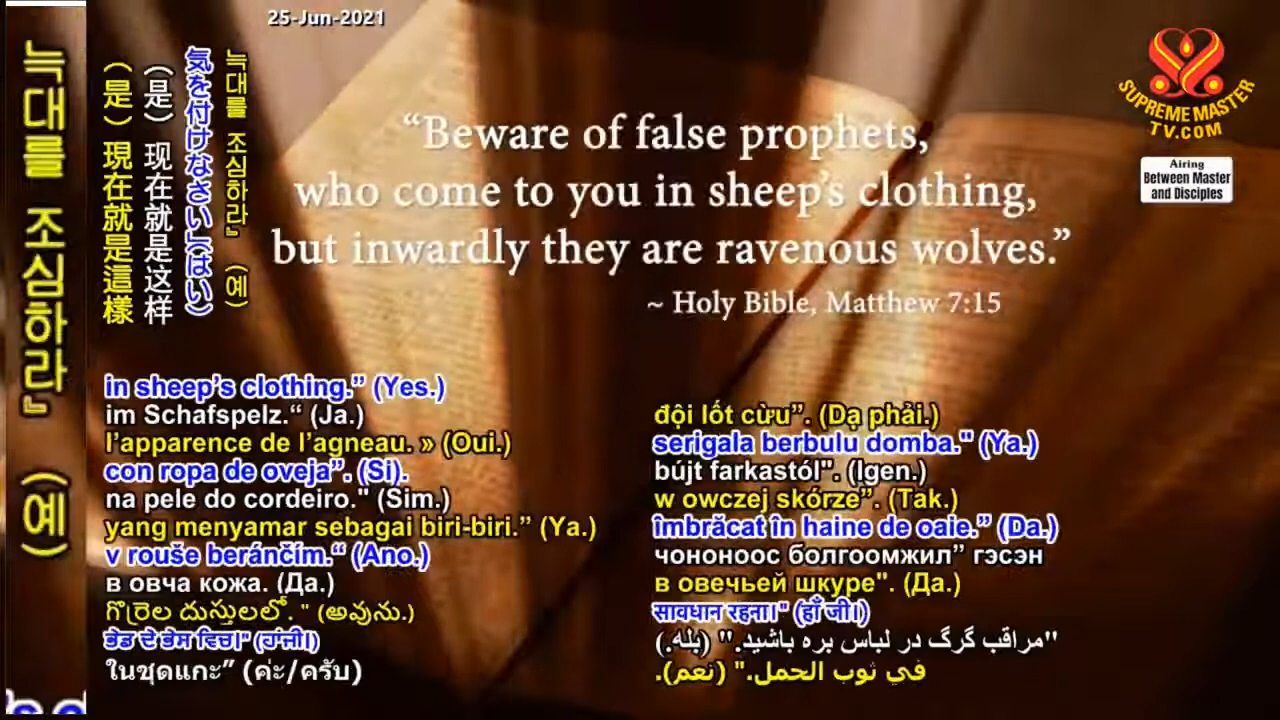 25-Jun-2021
늑대를 조심하라』 (예)
(是) 現在就是這樣
(是) 现在就是这样
気を付けなさい」(はい)
늑대를 조심하라』 (예)
“Beware of false prophets,
who come to you in sheep’s clothing,
but inwardly they are ravenous wolves.”
~ Holy Bible, Matthew 7:15
SUPREME MASTER
TV.COM
Airing
Between Master
and Disciples
in sheep’s clothing.” (Yes.)
im Schafspelz.“ (Ja.)
l’apparence de l’agneau. » (Oui.)
con ropa de oveja”. (Si).
na pele do cordeiro." (Sim.)
yang menyamar sebagai biri-biri.” (Ya.)
v rouše beránčím.“ (Ano.)
в овча кожа. (Да.)
గొర్రెల దుస్తులలో. " (అవును.)
ਭੇਡ ਦੇ ਭੇਸ ਵਿਚ।" (ਹਾਂਜੀ।)
ในชุดแกะ” (ค่ะ/ครับ)
đội lốt cừu”. (Dạ phải.)
serigala berbulu domba." (Ya.)
bújt farkastól". (Igen.)
w owczej skórze”. (Tak.)
îmbrăcat în haine de oaie.” (Da.)
чононоос болгоомжил” гэсэн
в овечьей шкуре". (Да.)
सावधान रहना।" (हाँ जी।)
"مراقب گرگ در لباس بره باشید." (بله.)
في ثوب الحمل." (نعم).